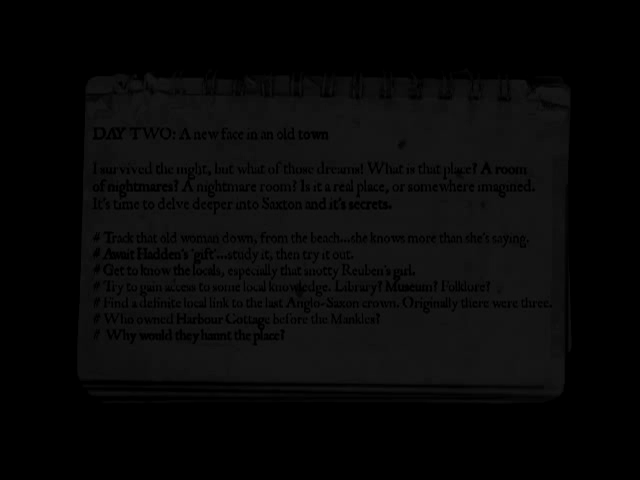 DAY TWO: A new face in an old town
I survived the night, but what of those dreams! What is that place? A room
of nightmares? A nightmare room? Is it a real place, or somewhere imagined.
It's time to delve deeper into Saxton and it's secrets.
# Track that old woman down, from the beach...she knows more than she's saying.
# Await Hadden's 'gift'...study it, then try it out.
# Get to know the locals, especially that snotty Reuben's girl.
# Try to gain access to some local knowledge. Library? Museum? Folklore?
# Find a definite local link to the last Anglo-Saxon crown. Originally there were three.
# Who owned Harbour Cottage before the Mankles?
# Why would they haunt the place?